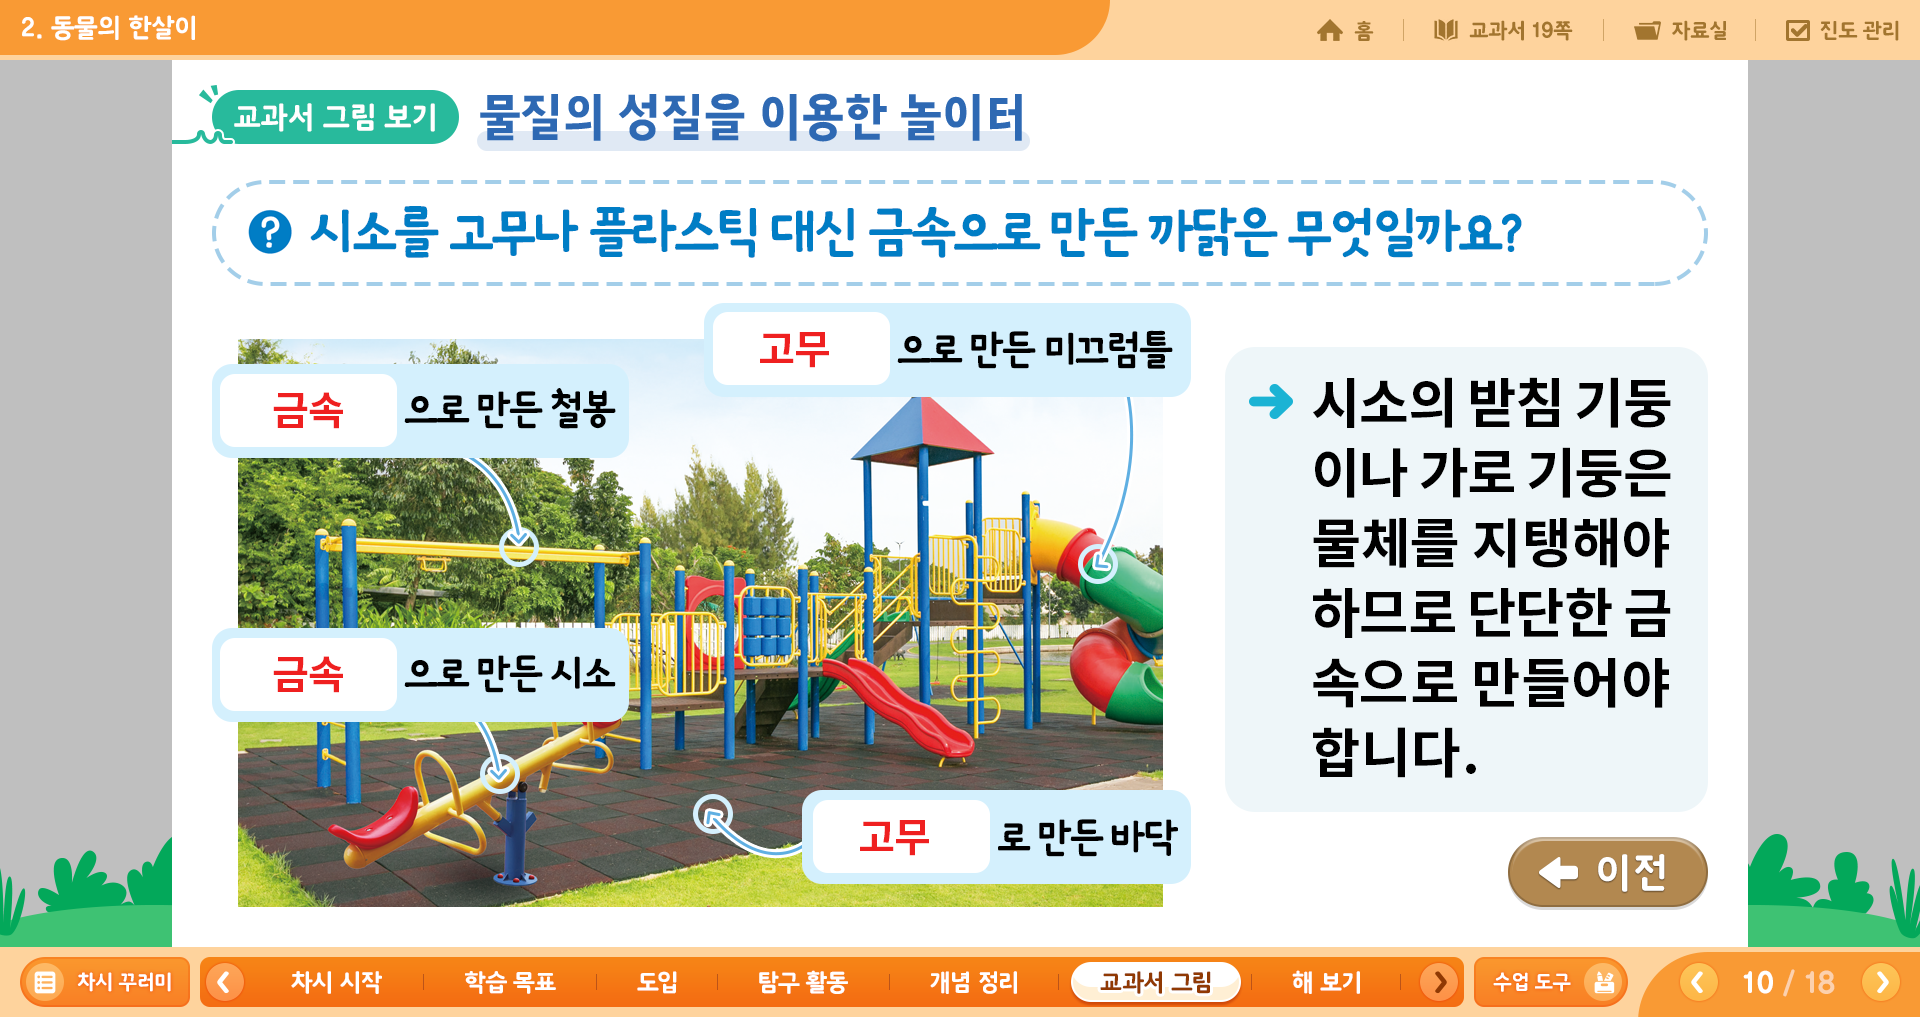 2. 동물의 한살이
홈
교과서 19쪽
자료실
진도 관리
교과서 그림 보기
물질의 성질을 이용한 놀이터
? 시소를 고무나 플라스틱 대신 금속으로 만든 까닭은 무엇일까요?
고무 으로 만든 미끄럼틀
금속 으로 만든 철봉
금속 으로 만든 시소
고무 로 만든 바닥
시소의 받침 기둥
이나 가로 기둥은
물체를 지탱해야
하므로 단단한 금
속으로 만들어야
합니다.
이전
차시 꾸러미
차시 시작
학습 목표
도입
탐구 활동
개념 정리
교과서 그림
해 보기
수업 도구
10 / 18